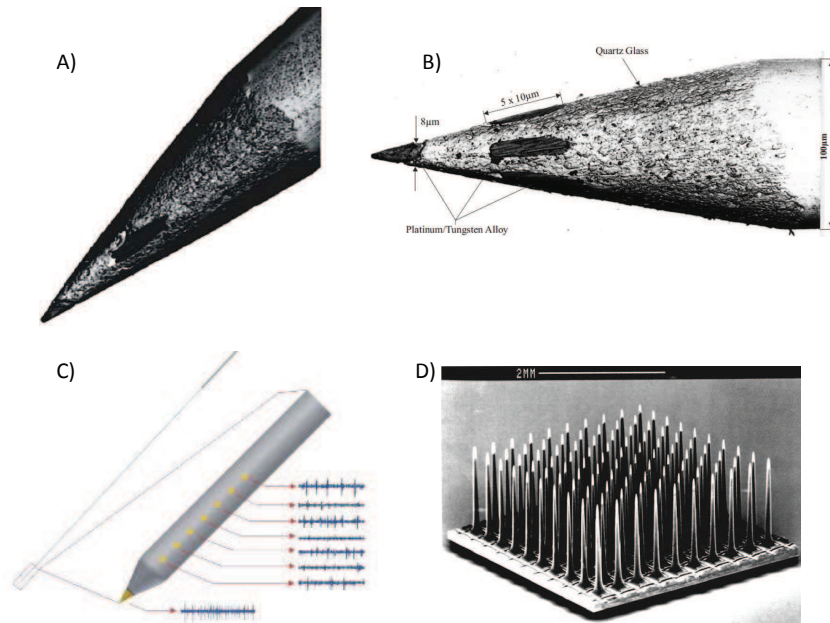 A)
B)
Quartz Glass
5 x 10μm
8μm
100μm
Platinum/Tungsten Alloy
C)
D)
2MM